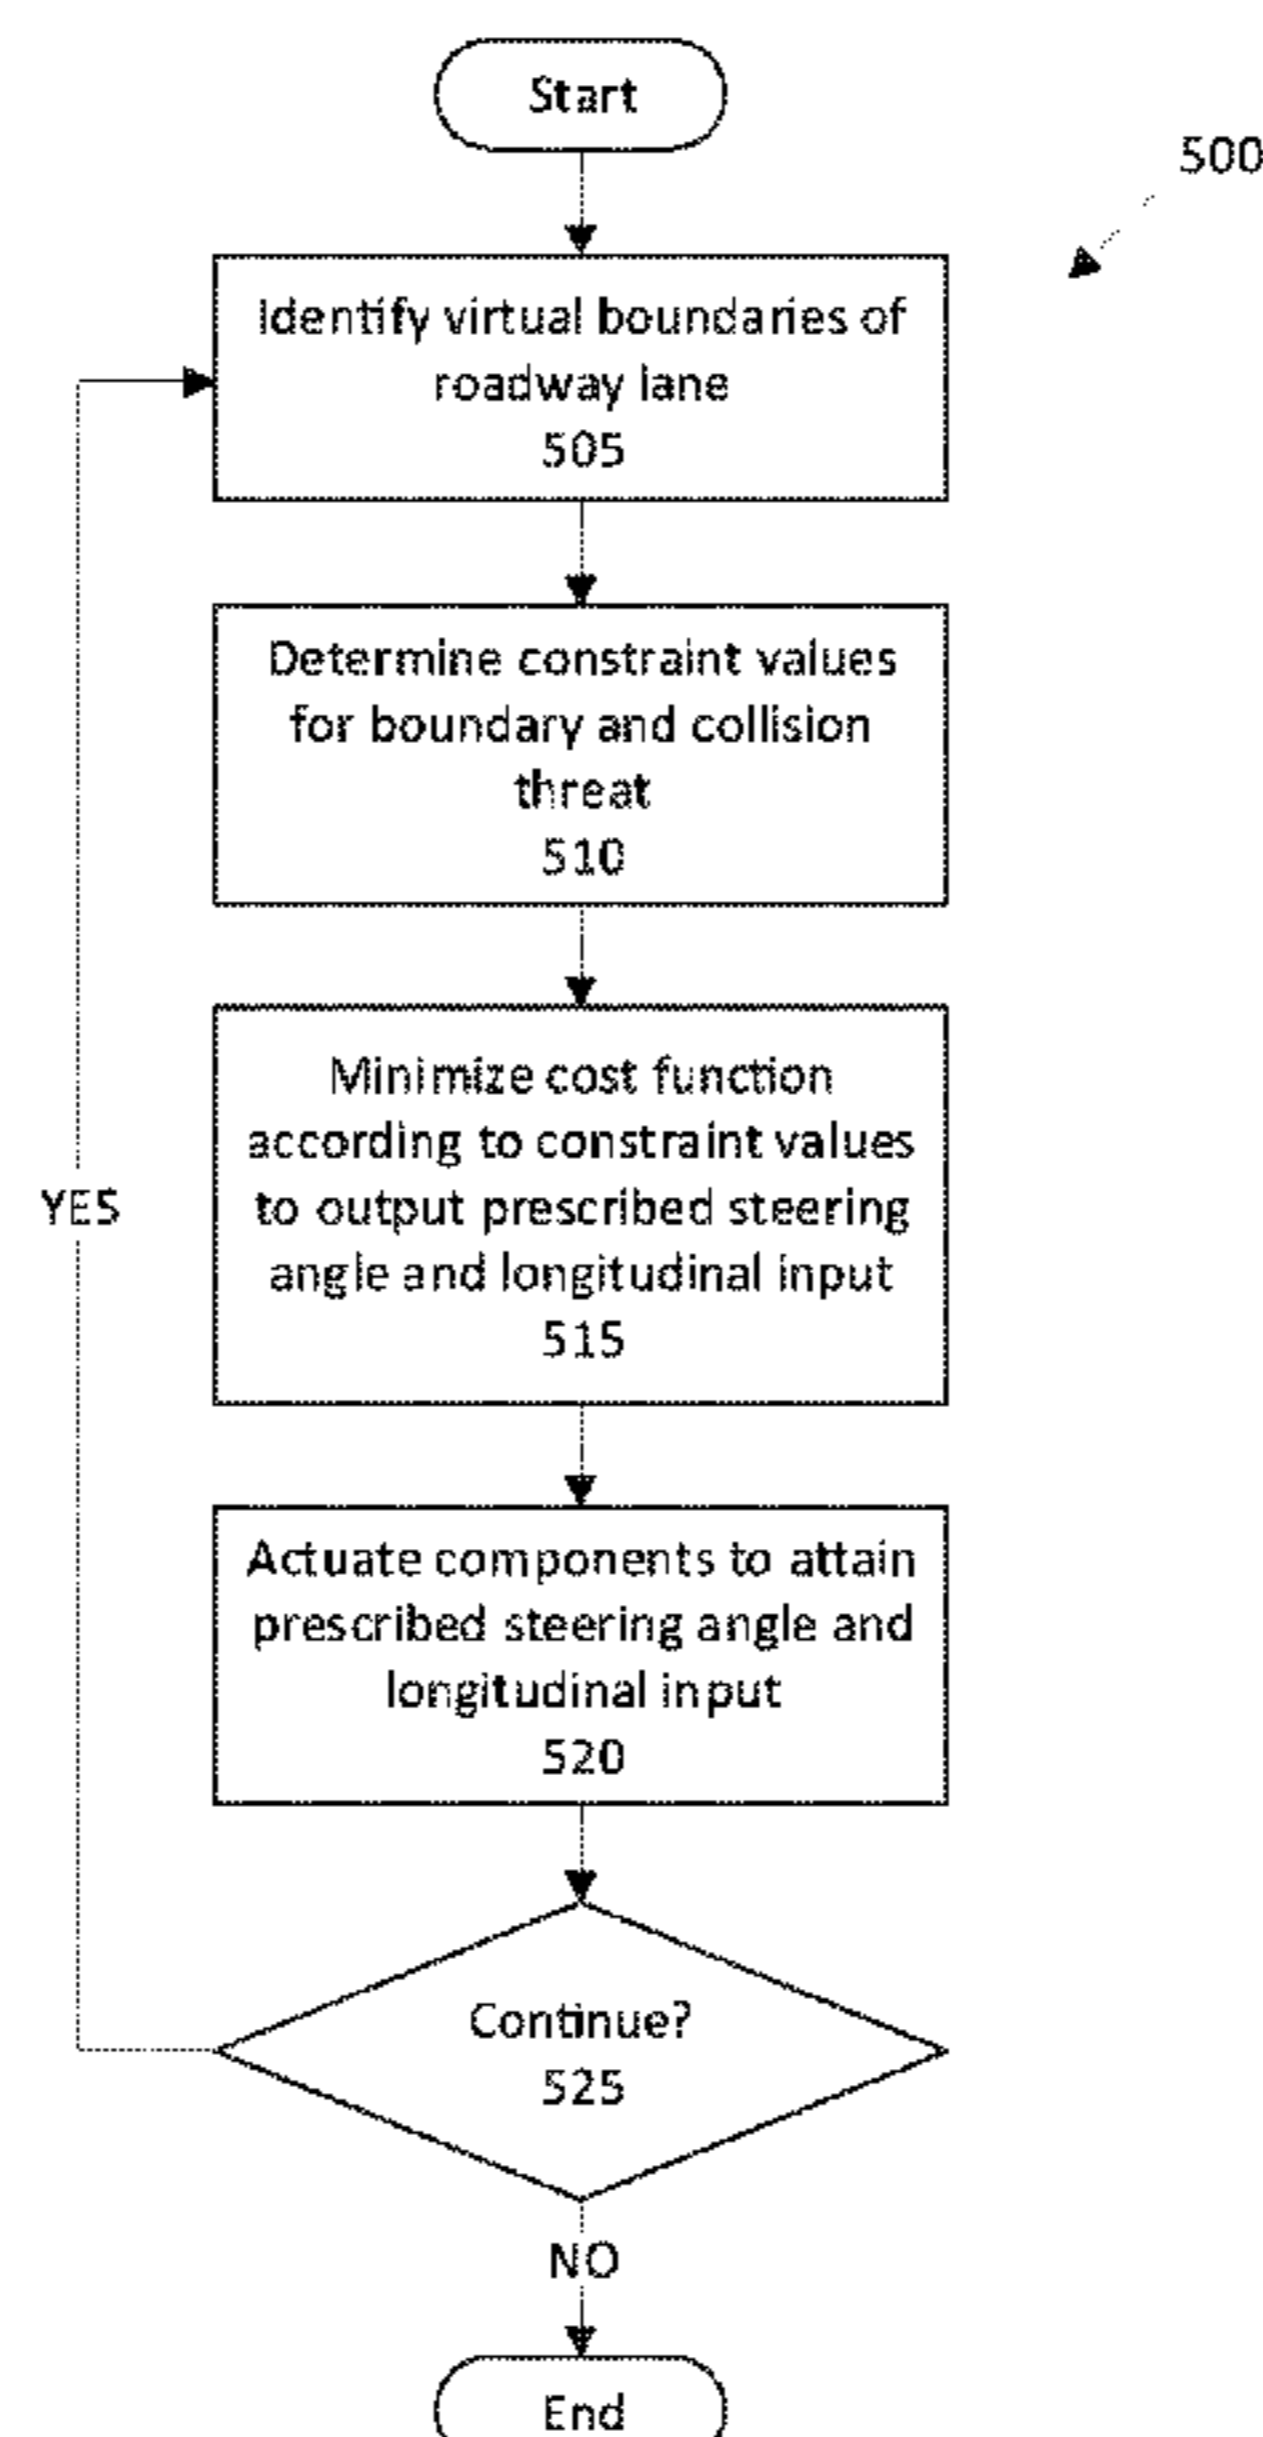 Start
500
Identify virtual boundaries of
roadway lane
505
Determine constraint values
for boundary and collision
threat
510
Minimize cost function
according to constraint values
to output prescribed steering
angle and longitudinal input
515
YES
Actuate components to attain
prescribed steering angle and
longitudinal input
520
Continue?
525
NO
End